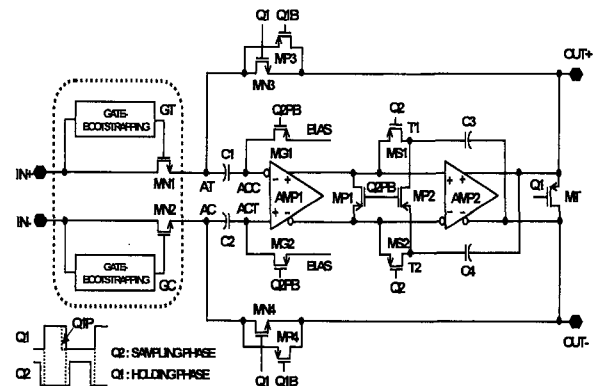 Q1 Q1B
MP3
OUT+
MN3
Q2PB
BIAS
Q2
T1
C3
GATE-
BOOTSTRAPPING
GT
MG1
MS1
C1
IN+
MN1
AT
ACC
AMP1
MP1
Q2PB
MP2
AMP2
Q1
MT
MN2
AC
ACT
IN-
C2
MG2
BIAS
MS2
T2
C4
GATE-
BOOTSTRAPPING
GC
Q2PB
Q2
Q1P
MN4
MP4
OUT-
Q1
Q2
Q2 : SAMPLING PHASE
Q1 : HOLDING PHASE
Q1 Q1B